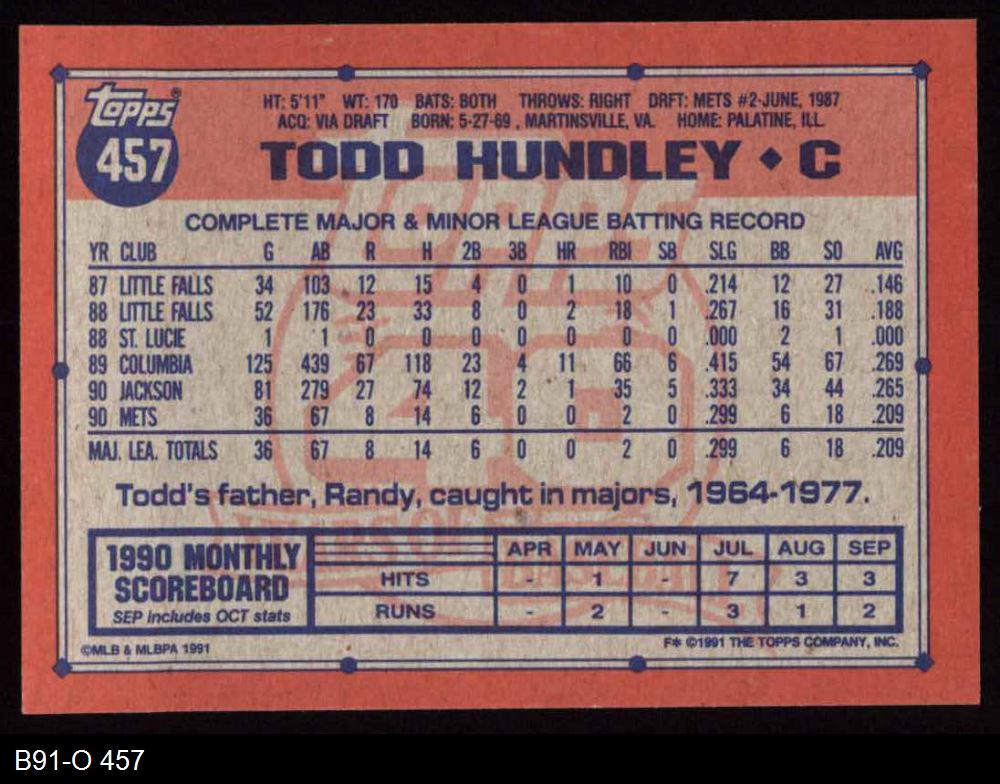 Topps®
457
HT: 5'11" WT: 170 BATS: BOTH THROWS: RIGHT DRFT: METS #2-JUNE, 1987
ACQ: VIA DRAFT BORN: 5-27-69 , MARTINSVILLE, VA. HOME: PALATINE, ILL.
TODD HUNDLEY ♦ C
COMPLETE MAJOR & MINOR LEAGUE BATTING RECORD
YR CLUB G AB R H 2B 3B HR RBI SB SLG BB SO AVG
87 LITTLE FALLS 34 103 12 15 4 0 1 10 0 .214 12 27 .146
88 LITTLE FALLS 52 176 23 33 8 0 2 18 1 .267 16 31 .188
88 ST. LUCIE 1 1 0 0 0 0 0 0 0 .000 2 1 .000
89 COLUMBIA 125 439 67 118 23 4 11 66 6 .415 54 67 .269
90 JACKSON 81 279 27 74 12 2 1 35 5 .333 34 44 .265
90 METS 36 67 8 14 6 0 0 2 0 .299 6 18 .209
MAJ. LEA. TOTALS 36 67 8 14 6 0 0 2 0 .299 6 18 .209
Todd's father, Randy, caught in majors, 1964-1977.
1990 MONTHLY
SCOREBOARD
SEP includes OCT stats
APR MAY JUN JUL AUG SEP
HITS - 1 - 7 3 3
RUNS - 2 - 3 1 2
©MLB & MLBPA 1991
F* ©1991 THE TOPPS COMPANY, INC.
B91-O 457